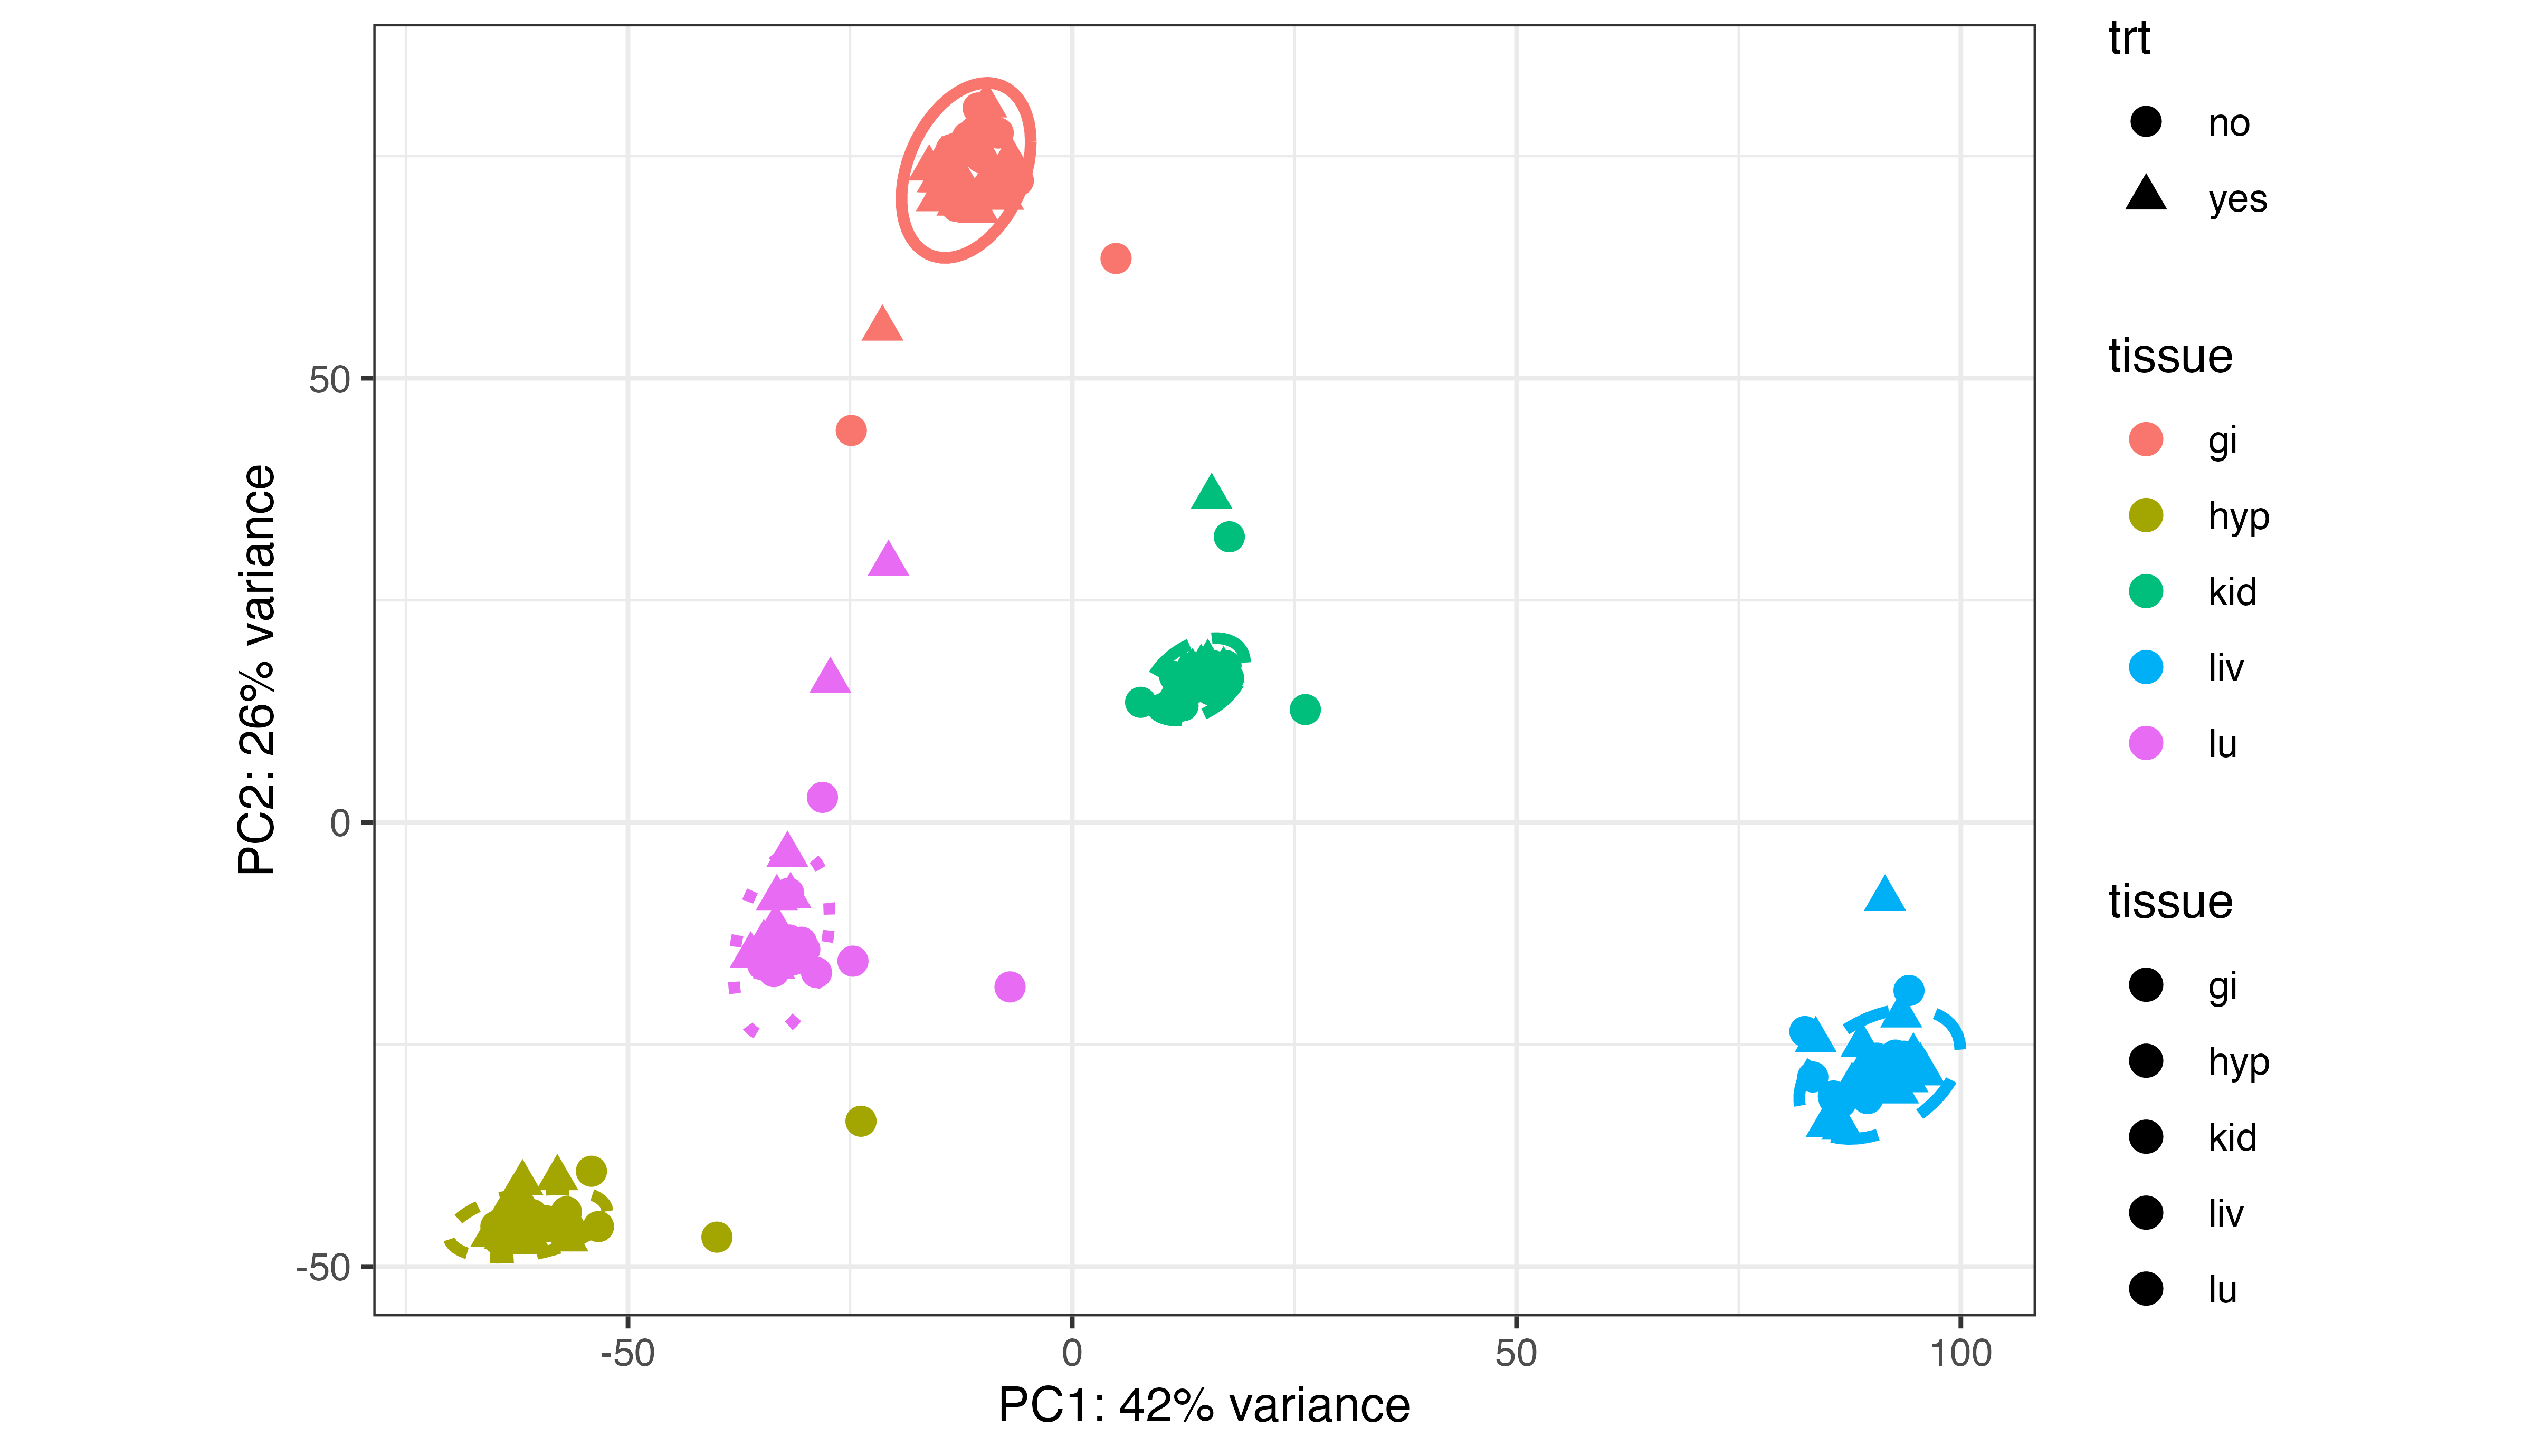 trt
no
yes
tissue
gi
hyp
kid
liv
lu
tissue
gi
hyp
kid
liv
lu
PC2: 26% variance
50
0
-50
-50 0 50 100
PC1: 42% variance